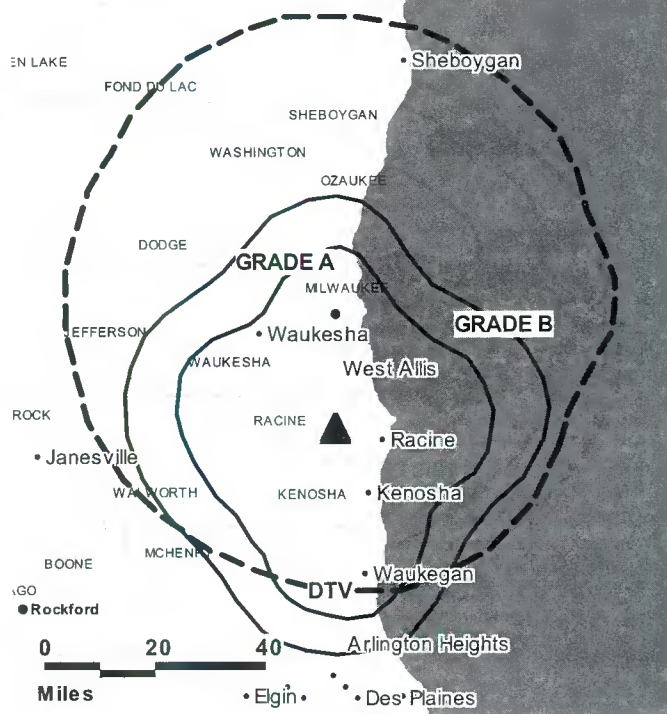 Sheboygan
EN LAKE
FOND DU LAC
SHEBOYGAN
WASHINGTON
OZAUKEE
DODGE
GRADE A
MILWAUKEE
JEFFERSON
Waukesha
GRADE B
WAUKESHA
West Allis
ROCK
RACINE
Racine
Janesville
WALWORTH
KENOSHA
Kenosha
MCHENR
BOONE
Waukegan
DTV
AGO
Rockford
0 20 40
Arlington Heights
Miles
Elgin
Des Plaines